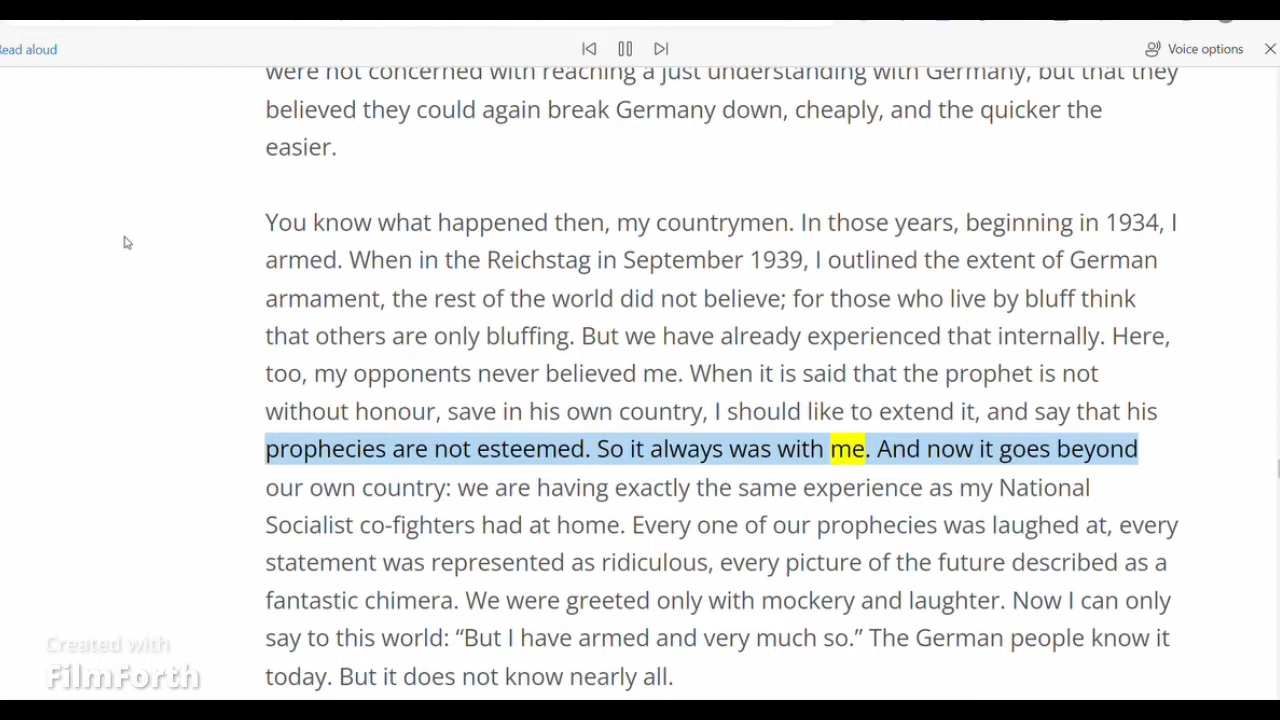 Read aloud
Voice options
were not concerned with reaching a just understanding with Germany, but that they
believed they could again break Germany down, cheaply, and the quicker the
easier.
You know what happened then, my countrymen. In those years, beginning in 1934, I
armed. When in the Reichstag in September 1939, I outlined the extent of German
armament, the rest of the world did not believe; for those who live by bluff think
that others are only bluffing. But we have already experienced that internally. Here,
too, my opponents never believed me. When it is said that the prophet is not
without honour, save in his own country, I should like to extend it, and say that his
prophecies are not esteemed. So it always was with me. And now it goes beyond
our own country: we are having exactly the same experience as my National
Socialist co-fighters had at home. Every one of our prophecies was laughed at, every
statement was represented as ridiculous, every picture of the future described as a
fantastic chimera. We were greeted only with mockery and laughter. Now I can only
say to this world: “But I have armed and very much so.” The German people know it
today. But it does not know nearly all.
Created with
FilmForth